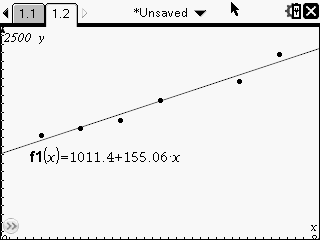 1.1 1.2 *Unsaved
2500 y
f1(x)=1011.4+155.06·x
x